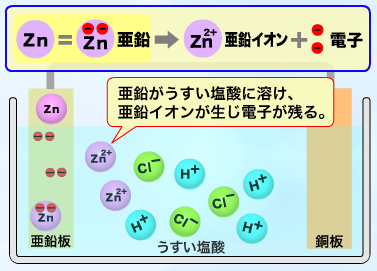 Zn = Zn 亜鉛 → Zn2+ 亜鉛イオン + 電子
亜鉛がうすい塩酸に溶け、
亜鉛イオンが生じ電子が残る。
Zn
Zn2+
Cl−
H+
H+
Zn2+
Cl−
Zn
H+
Cl−
H+
亜鉛板
うすい塩酸
銅板